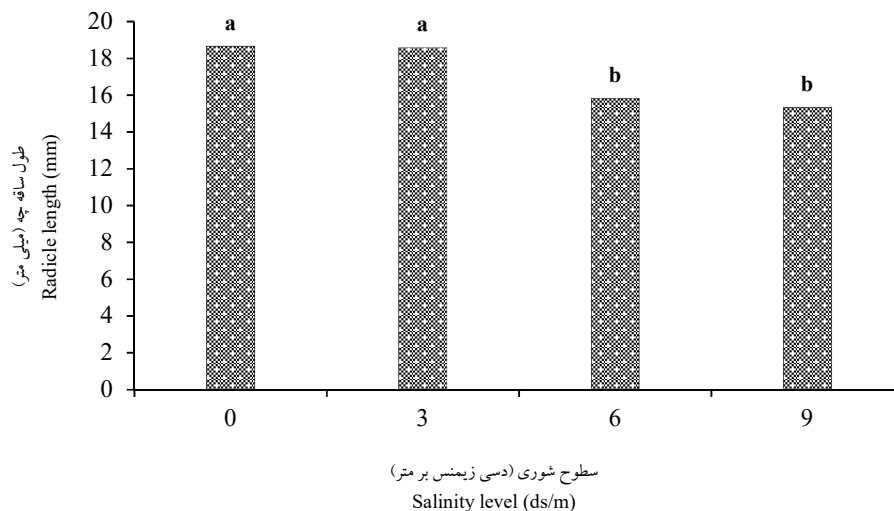 20
18
16
14
12
10
8
6
4
2
0
a
a
b
b
0
3
6
9
طول ساقه چه (میلی متر)
Radicle length (mm)
سطوح شوری (دسی زیمنس بر متر)
Salinity level (ds/m)